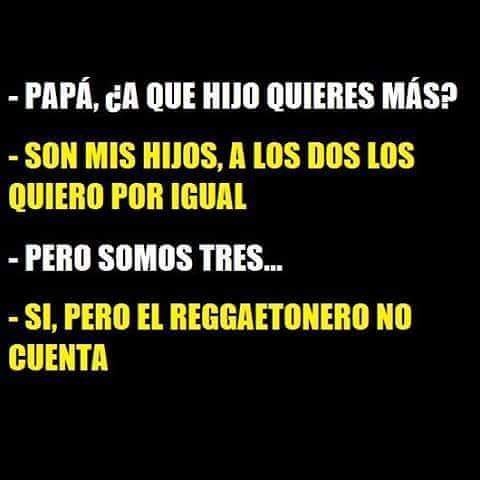 - PAPÁ, ¿A QUE HIJO QUIERES MÁS?
- SON MIS HIJOS, A LOS DOS LOS
QUIERO POR IGUAL
- PERO SOMOS TRES...
- SI, PERO EL REGGAETONERO NO
CUENTA